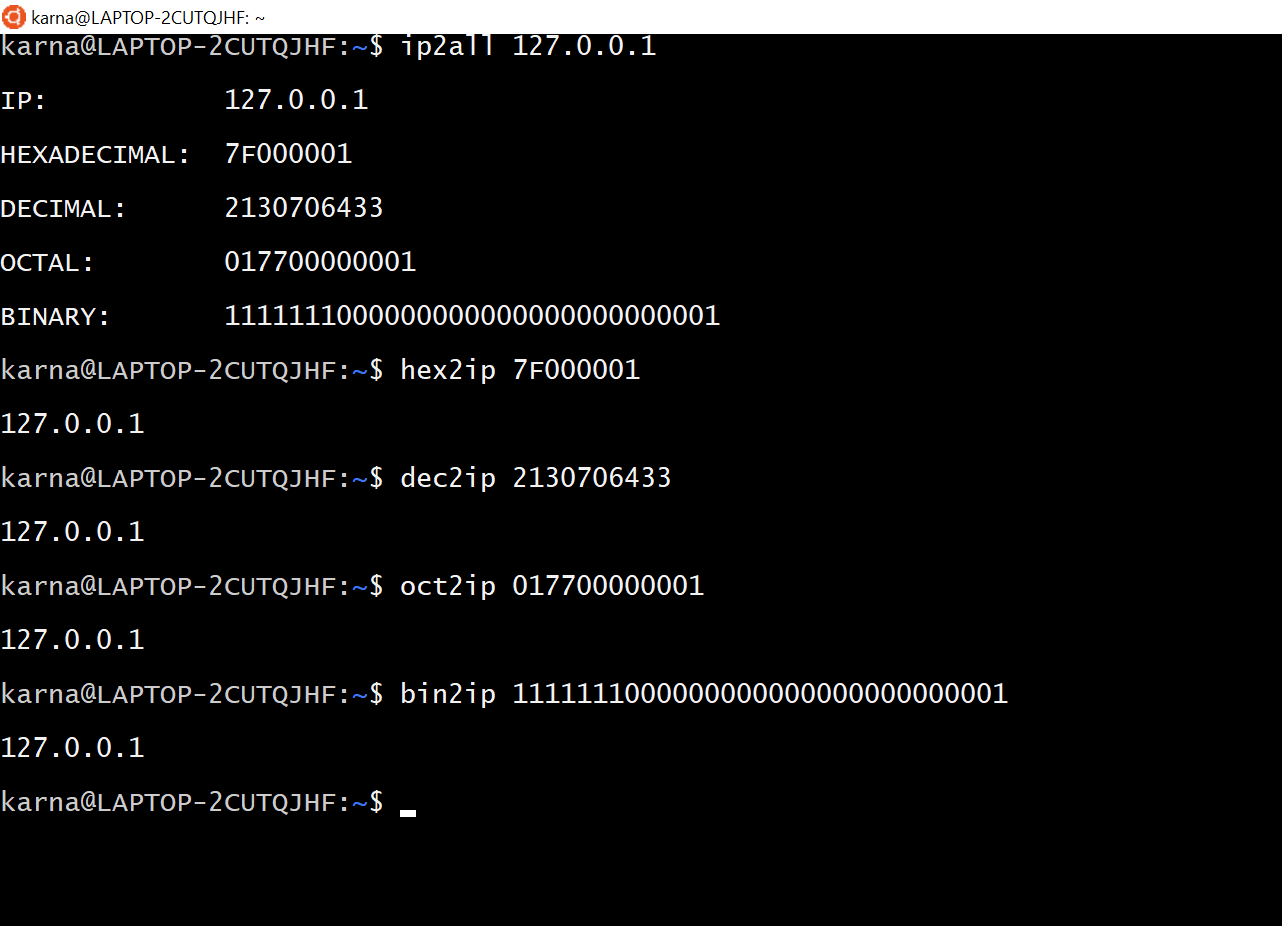 karna@LAPTOP-2CUTQJHF: ~
karna@LAPTOP-2CUTQJHF:~$ ip2all 127.0.0.1
IP: 127.0.0.1
HEXADECIMAL: 7F000001
DECIMAL: 2130706433
OCTAL: 017700000001
BINARY: 1111111000000000000000000000001
karna@LAPTOP-2CUTQJHF:~$ hex2ip 7F000001
127.0.0.1
karna@LAPTOP-2CUTQJHF:~$ dec2ip 2130706433
127.0.0.1
karna@LAPTOP-2CUTQJHF:~$ oct2ip 017700000001
127.0.0.1
karna@LAPTOP-2CUTQJHF:~$ bin2ip 1111111000000000000000000000001
127.0.0.1
karna@LAPTOP-2CUTQJHF:~$